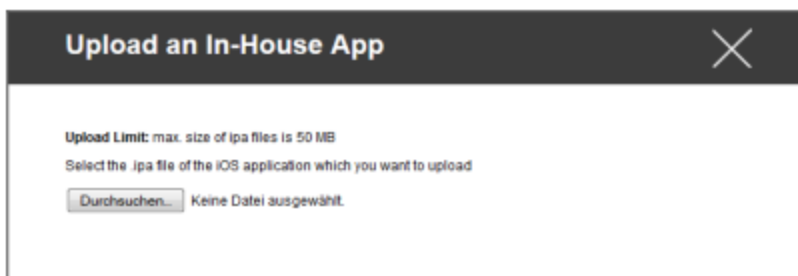 Upload an In-House App
Upload Limit: max. size of ipa files is 50 MB
Select the .ipa file of the iOS application which you want to upload
Durchsuchen... Keine Datei ausgewählt.